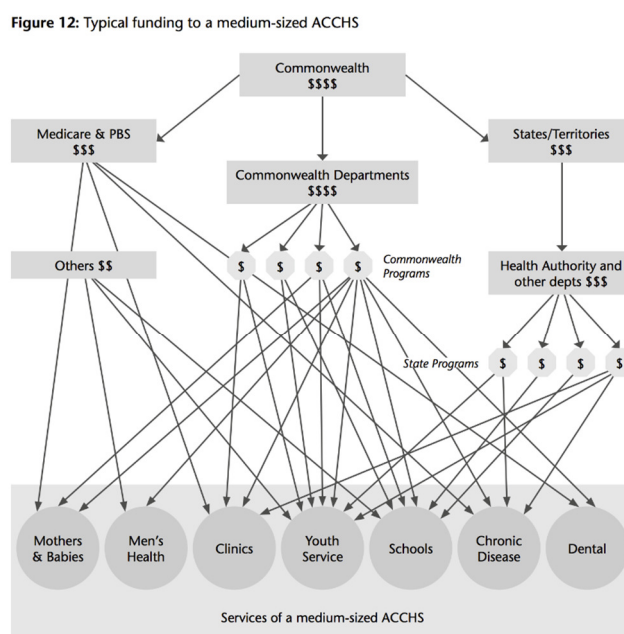 Figure 12: Typical funding to a medium-sized ACCHS
Commonwealth
$$$$
Medicare & PBS
$$$
States/Territories
$$$
Commonwealth Departments
$$$$
Others $$
$ $ $ $
Commonwealth
Programs
Health Authority and
other depts $$$
State Programs
$ $ $ $
Mothers
& Babies
Men's
Health
Clinics
Youth
Service
Schools
Chronic
Disease
Dental
Services of a medium-sized ACCHS